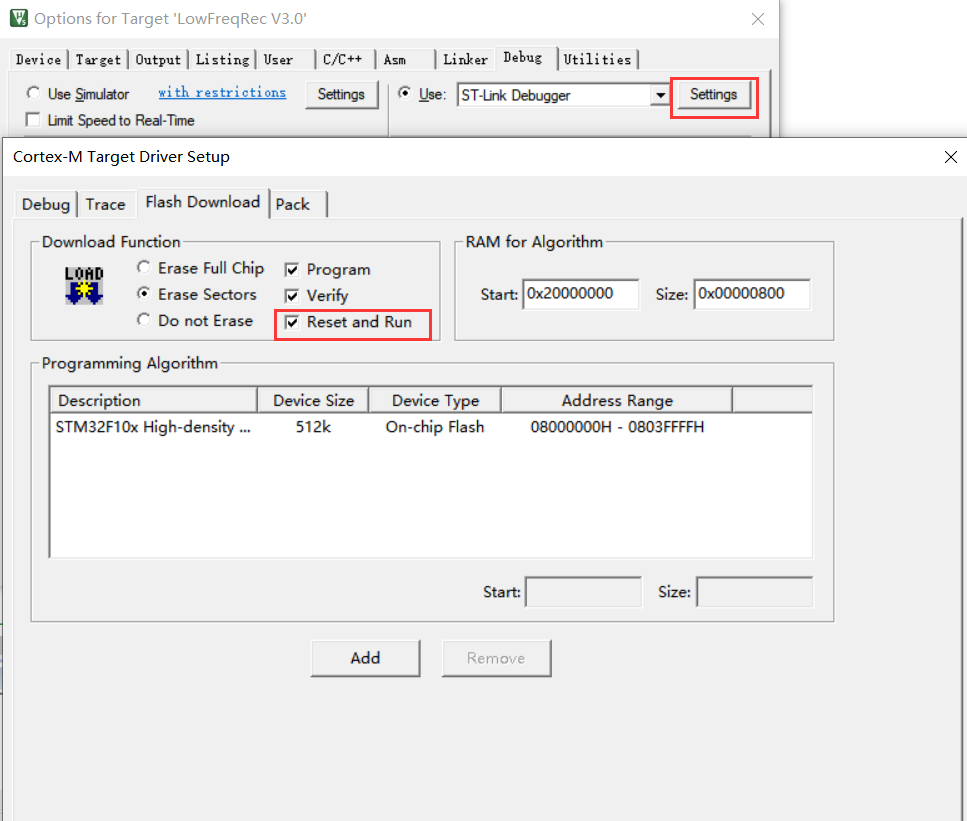 Options for Target 'LowFreqRec V3.0'
Device Target Output Listing User C/C++ Asm Linker Debug Utilities
Use Simulator with restrictions Settings Use: ST-Link Debugger Settings
Limit Speed to Real-Time
Cortex-M Target Driver Setup
Debug Trace Flash Download Pack
Download Function RAM for Algorithm
LOAD Erase Full Chip Program
Erase Sectors Verify Start: 0x20000000 Size: 0x00000800
Do not Erase Reset and Run
Programming Algorithm
Description Device Size Device Type Address Range
STM32F10x High-density ... 512k On-chip Flash 08000000H - 0803FFFFH
Start: Size:
Add Remove